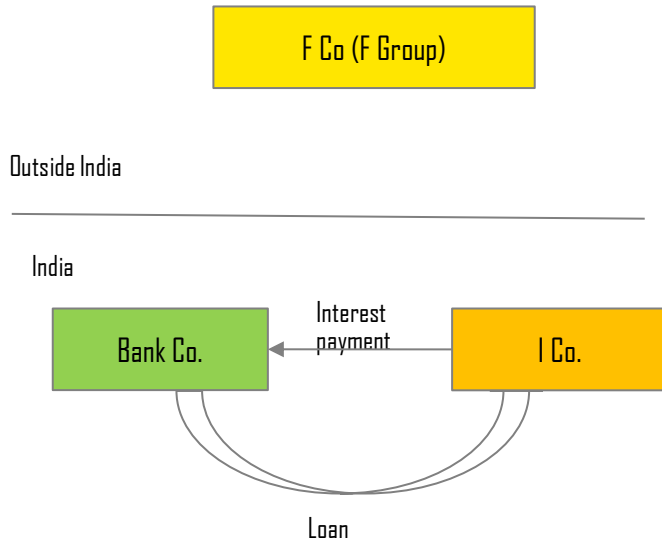 F Co (F Group)
Outside India
India
Interest
payment
Bank Co.
I Co.
Loan